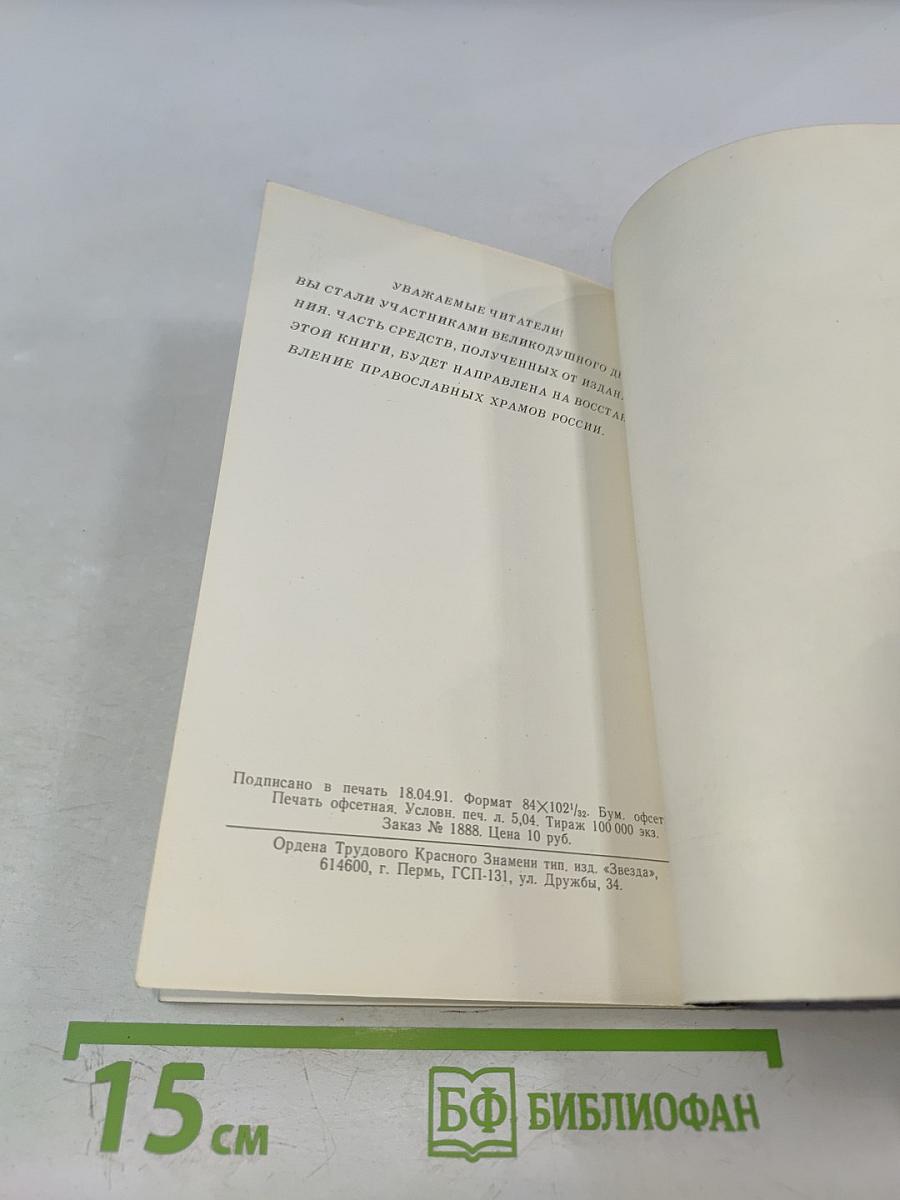 УВАЖАЕМЫЕ ЧИТАТЕЛИ!
ВЫ СТАЛИ УЧАСТНИКАМИ ВЕЛИКОДУШНОГО
НИЯ. ЧАСТЬ СРЕДСТВ, ПОЛУЧЕННЫХ ОТ ИЗДАН
ЭТОЙ КНИГИ, БУДЕТ НАПРАВЛЕНА НА ВОССТАН
ВЛЕНИЕ ПРАВОСЛАВНЫХ ХРАМОВ РОССИИ.
Подписано в печать 18.04.91. Формат 84×102¹/₃₂. Бум. офсет
Печать офсетная. Условн. печ. л. 5,04. Тираж 100 000 экз.
Заказ № 1888. Цена 10 руб.
Ордена Трудового Красного Знамени тип. изд. «Звезда»,
614600, г. Пермь, ГСП-131, ул. Дружбы, 34.
15 см
БФ БИБЛИОФАН